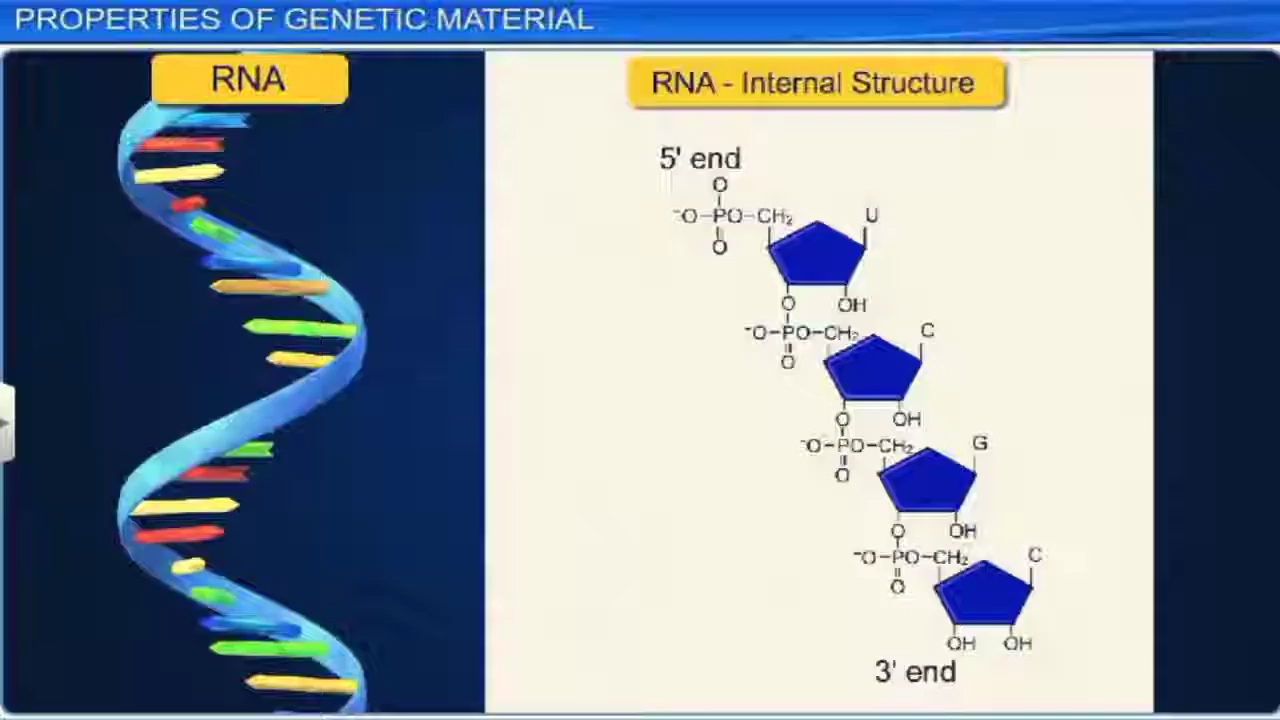 PROPERTIES OF GENETIC MATERIAL
RNA
RNA - Internal Structure
5' end
O
⁻O-PO-CH₂ U
O
O OH
⁻O-PO-CH₂ C
O
O OH
⁻O-PO-CH₂ G
O
O OH
⁻O-PO-CH₂ C
O
OH OH
3' end